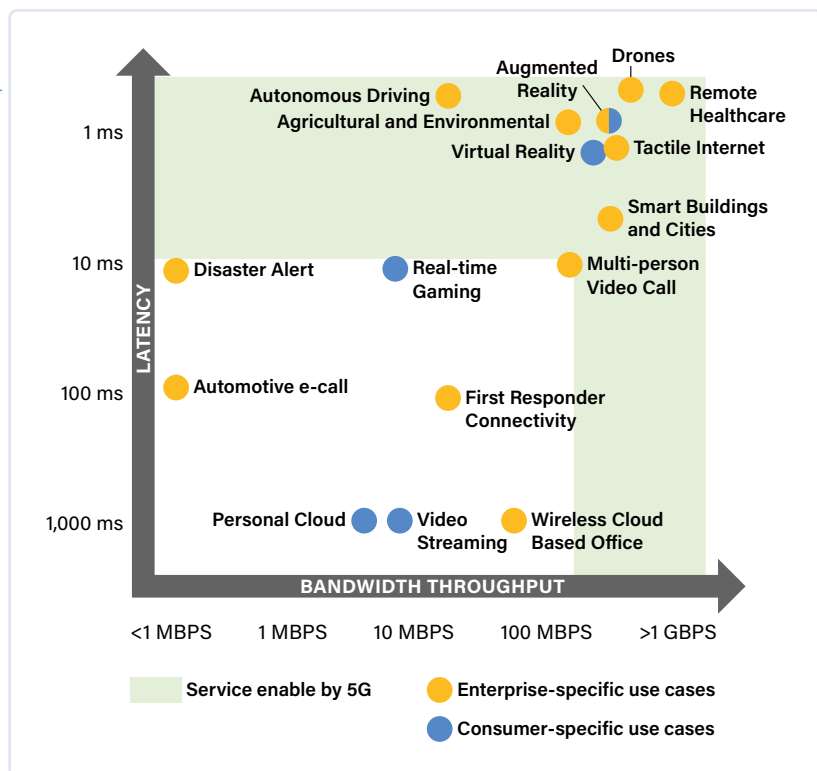 Drones
Augmented
Reality
Autonomous Driving
Remote
Healthcare
Agricultural and Environmental
1 ms
Virtual Reality
Tactile Internet
Smart Buildings
and Cities
10 ms
Disaster Alert
Real-time
Gaming
Multi-person
Video Call
LATENCY
100 ms
Automotive e-call
First Responder
Connectivity
1,000 ms
Personal Cloud
Video
Streaming
Wireless Cloud
Based Office
BANDWIDTH THROUGHPUT
<1 MBPS
1 MBPS
10 MBPS
100 MBPS
>1 GBPS
Service enable by 5G
Enterprise-specific use cases
Consumer-specific use cases